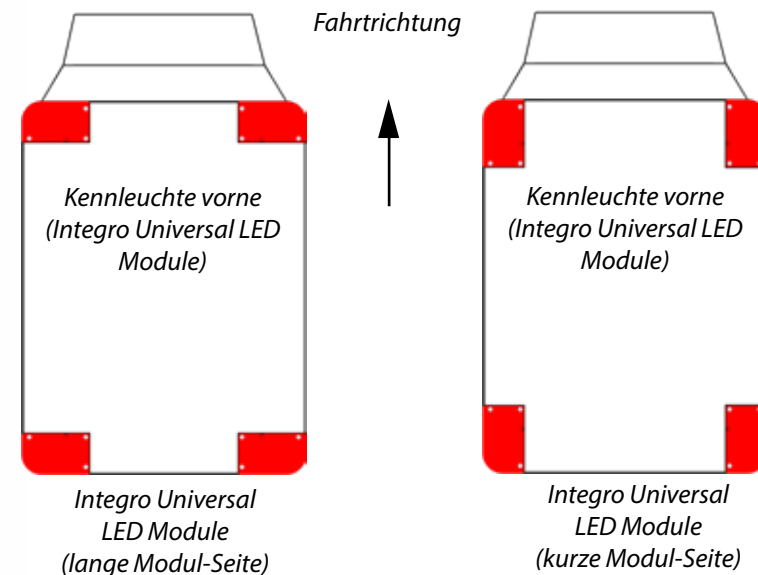 Fahrtrichtung
Kennleuchte vorne
(Integro Universal LED
Module)
Kennleuchte vorne
(Integro Universal LED
Module)
Integro Universal
LED Module
(lange Modul-Seite)
Integro Universal
LED Module
(kurze Modul-Seite)